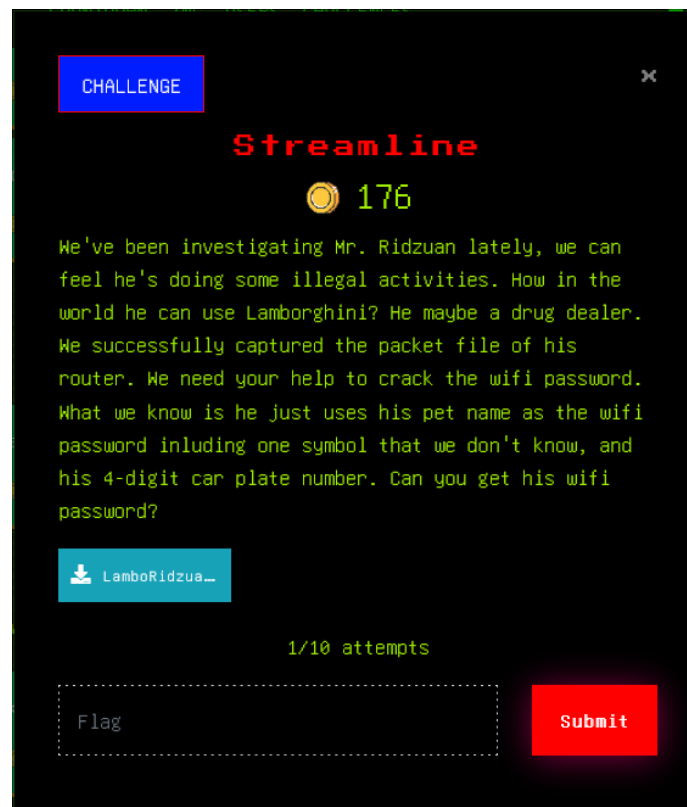 CHALLENGE
×
Streamline
176
We've been investigating Mr. Ridzuan lately, we can
feel he's doing some illegal activities. How in the
world he can use Lamborghini? He maybe a drug dealer.
We successfully captured the packet file of his
router. We need your help to crack the wifi password.
What we know is he just uses his pet name as the wifi
password inluding one symbol that we don't know, and
his 4-digit car plate number. Can you get his wifi
password?
LamboRidzua…
1/10 attempts
Flag
Submit